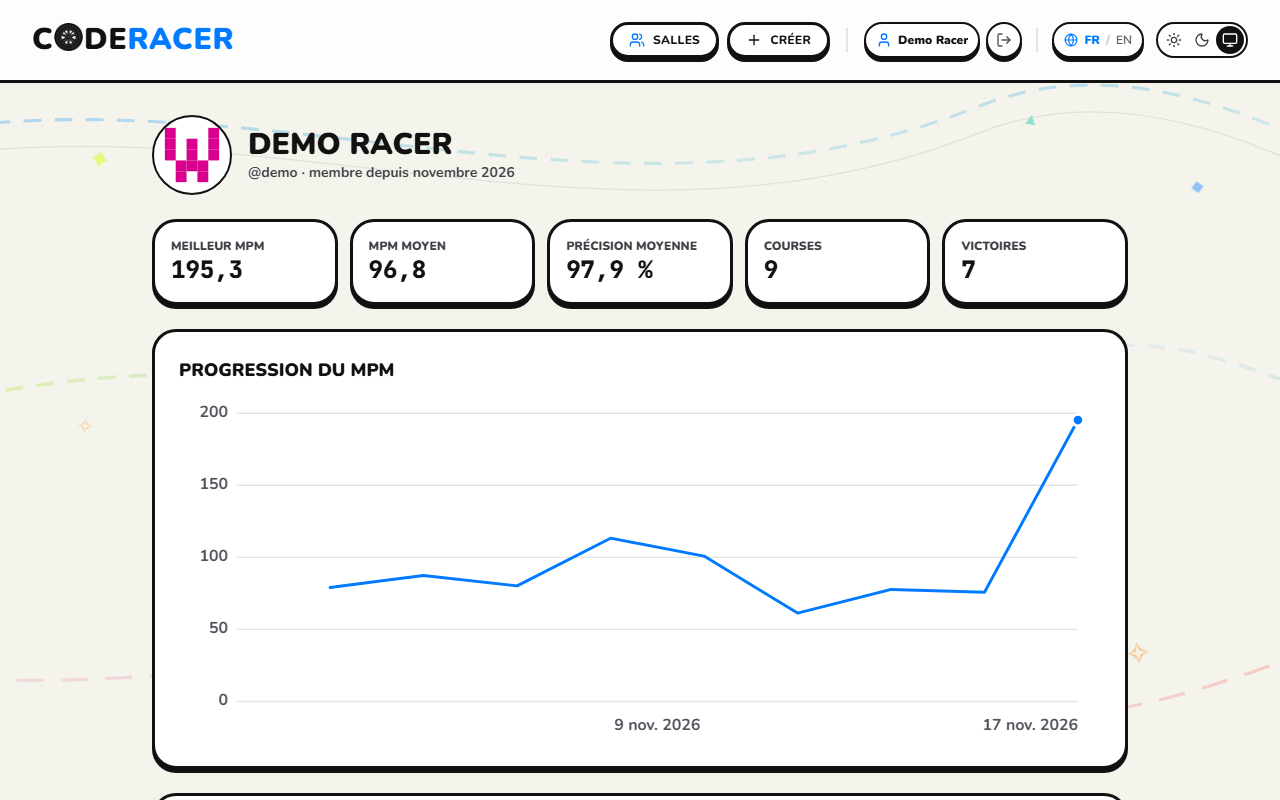 CODERACER
SALLES
CRÉER
Demo Racer
FR / EN
DEMO RACER
@demo · membre depuis novembre 2026
MEILLEUR MPM
195,3
MPM MOYEN
96,8
PRÉCISION MOYENNE
97,9 %
COURSES
9
VICTOIRES
7
PROGRESSION DU MPM
200
150
100
50
0
9 nov. 2026
17 nov. 2026